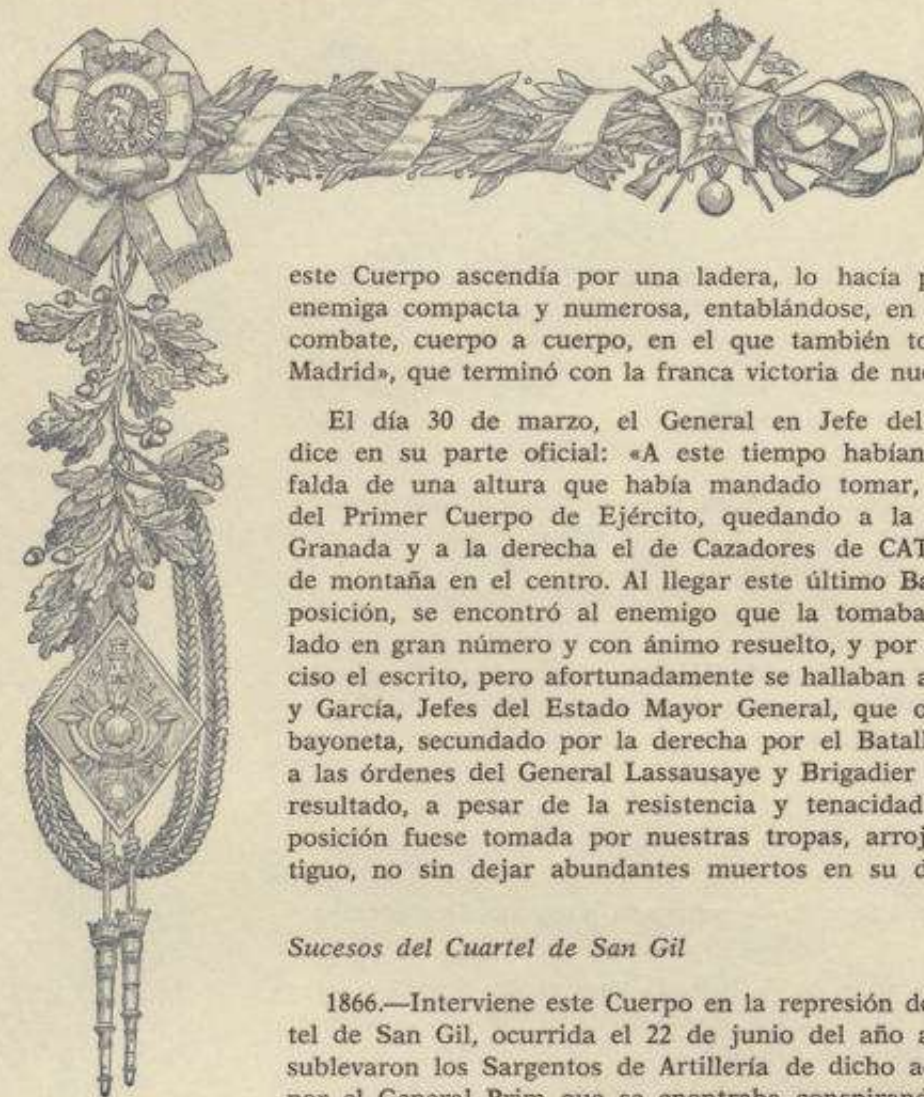 este Cuerpo ascendía por una ladera, lo hacía
enemiga compacta y numerosa, entablándose, en
combate, cuerpo a cuerpo, en el que también
Madrid», que terminó con la franca victoria de
El día 30 de marzo, el General en Jefe del
dice en su parte oficial: «A este tiempo habían
falda de una altura que había mandado tomar,
del Primer Cuerpo de Ejército, quedando a la
Granada y a la derecha el de Cazadores de
de montaña en el centro. Al llegar este último
posición, se encontró al enemigo que la tomaba
lado en gran número y con ánimo resuelto, y por
ciso el escrito, pero afortunadamente se hallaban
y García, Jefes del Estado Mayor General, que
bayoneta, secundado por la derecha por el
a las órdenes del General Lassausaye y Brigadier
resultado, a pesar de la resistencia y tenacidad
posición fuese tomada por nuestras tropas,
tiguo, no sin dejar abundantes muertos en su
Sucesos del Cuartel de San Gil
1866.—Interviene este Cuerpo en la represión
tel de San Gil, ocurrida el 22 de junio del año
sublevaron los Sargentos de Artillería de dicho
por el General Prim que se enontraba